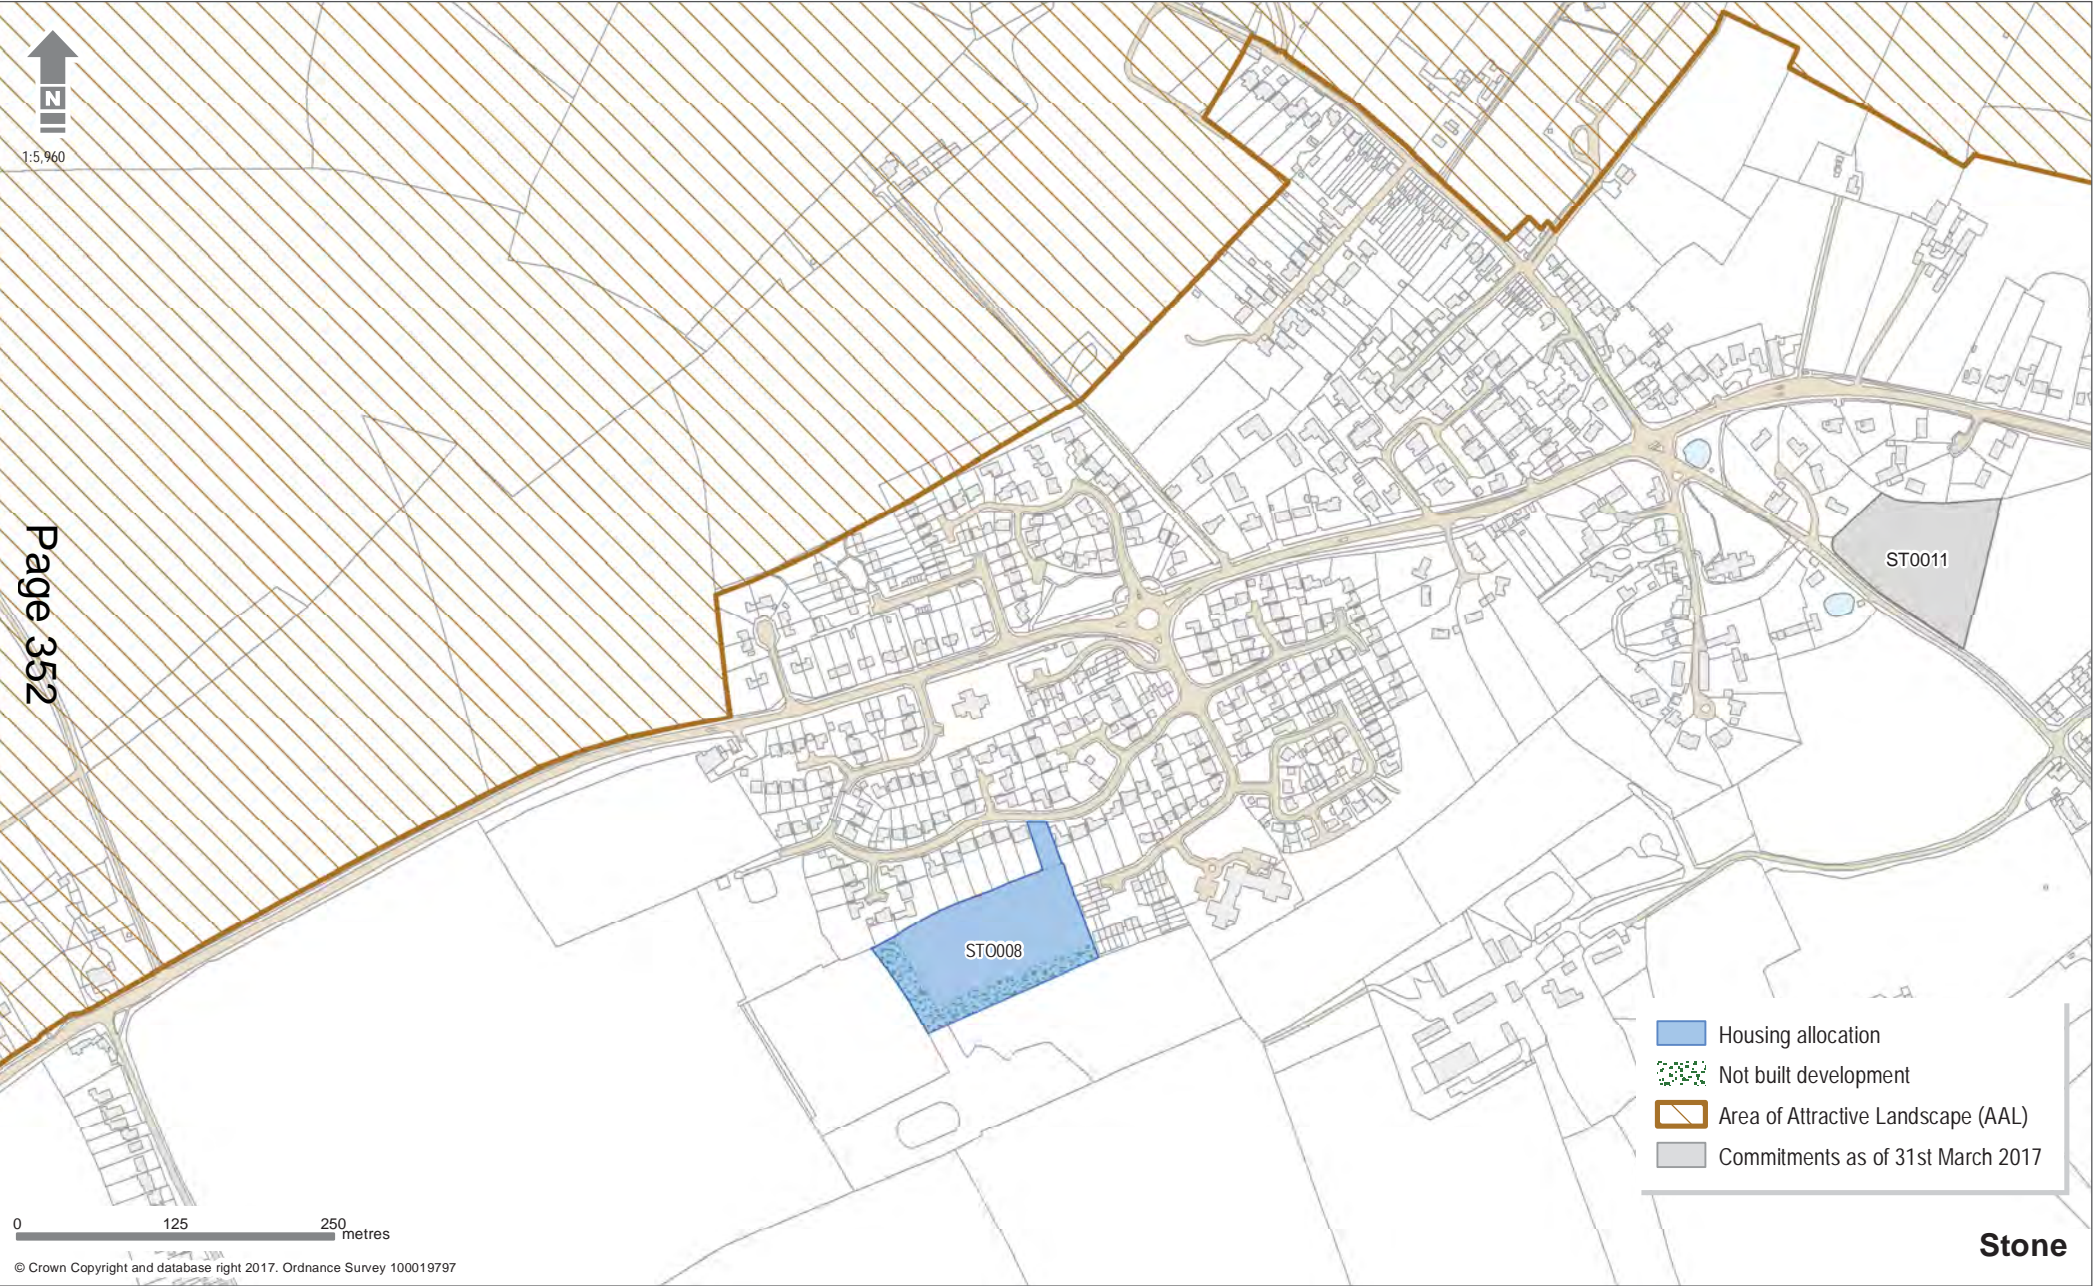 N
1:5,960
Page 352
ST0011
STO008
Housing allocation
Not built development
Area of Attractive Landscape (AAL)
Commitments as of 31st March 2017
0 125 250 metres
Stone
© Crown Copyright and database right 2017. Ordnance Survey 100019797